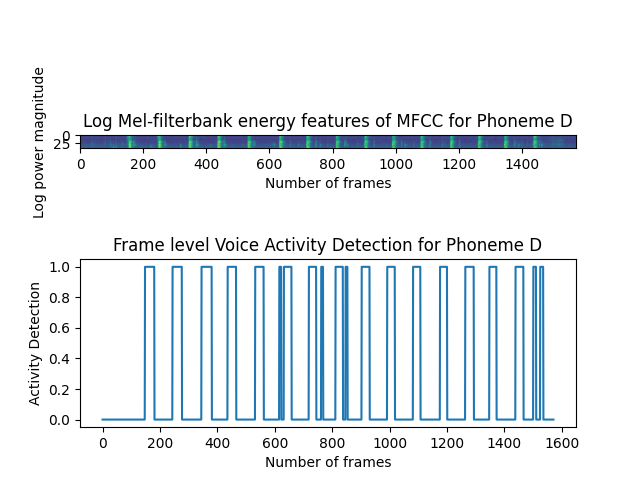 Log Mel-filterbank energy features of MFCC for Phoneme D
Log power magnitude
0
25
0 200 400 600 800 1000 1200 1400
Number of frames
Frame level Voice Activity Detection for Phoneme D
Activity Detection
1.0
0.8
0.6
0.4
0.2
0.0
0 200 400 600 800 1000 1200 1400 1600
Number of frames